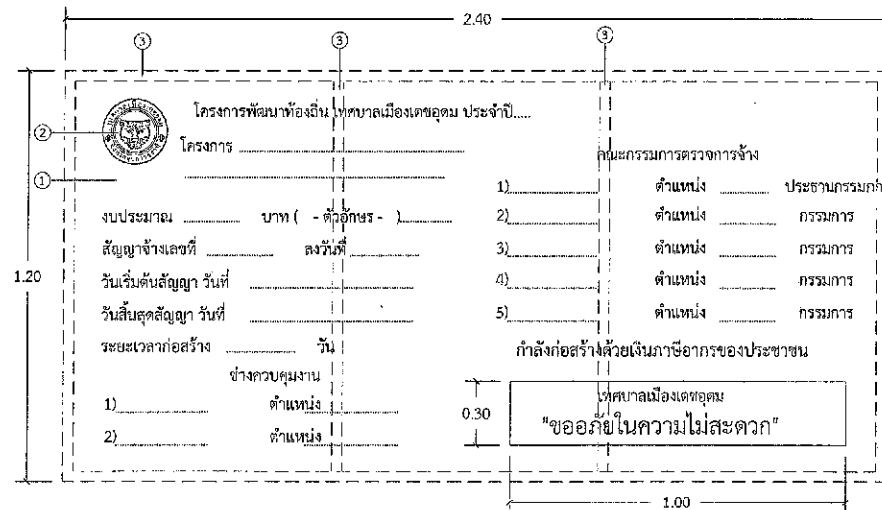 2.40
③ ③ ③
โครงการพัฒนาท้องถิ่น เทศบาลเมืองเดชอุดม ประจำปี.....
② โครงการ
①
งบประมาณ บาท ( - ตัวอักษร - )
สัญญาจ้างเลขที่ ลงวันที่
วันเริ่มต้นสัญญา วันที่
วันสิ้นสุดสัญญา วันที่
ระยะเวลาก่อสร้าง วัน
ช่างควบคุมงาน
1) ตำแหน่ง
2) ตำแหน่ง
1.20
คณะกรรมการตรวจการจ้าง
1) ตำแหน่ง ประธานกรรมกา
2) ตำแหน่ง กรรมการ
3) ตำแหน่ง กรรมการ
4) ตำแหน่ง กรรมการ
5) ตำแหน่ง กรรมการ
กำลังก่อสร้างด้วยเงินภาษีอากรของประชาชน
0.30
เทศบาลเมืองเดชอุดม
"ขออภัยในความไม่สะดวก"
1.00